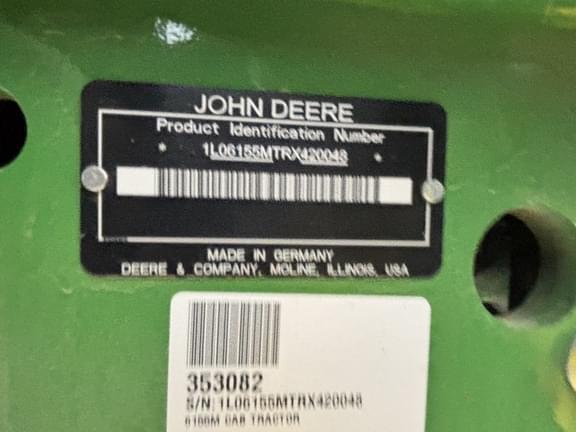 JOHN DEERE
Product Identification Number
* 1L06155MTRX420048 *
MADE IN GERMANY
DEERE & COMPANY, MOLINE, ILLINOIS, USA
353082
S/N: 1L06155MTRX420048
6155M CAB TRACTOR